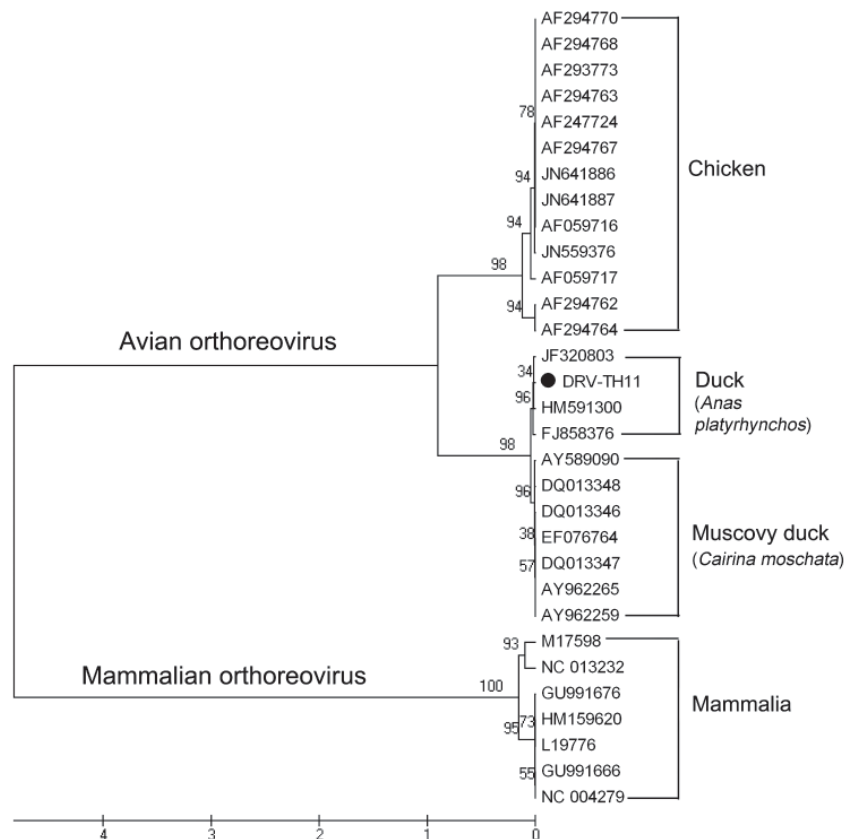 AF294770
AF294768
AF293773
AF294763
78
AF247724
AF294767
94
JN641886
Chicken
JN641887
94
AF059716
JN559376
98
AF059717
94
AF294762
AF294764
Avian orthoreovirus
JF320803
34
DRV-TH11
Duck
96
HM591300
(Anas
platyrhynchos)
FJ858376
98
AY589090
96
DQ013348
DQ013346
38
EF076764
Muscovy duck
57
DQ013347
(Cairina moschata)
AY962265
AY962259
93
M17598
NC 013232
Mammalian orthoreovirus
100
GU991676
95
73
HM159620
Mammalia
L19776
55
GU991666
NC 004279
4 3 2 1 0